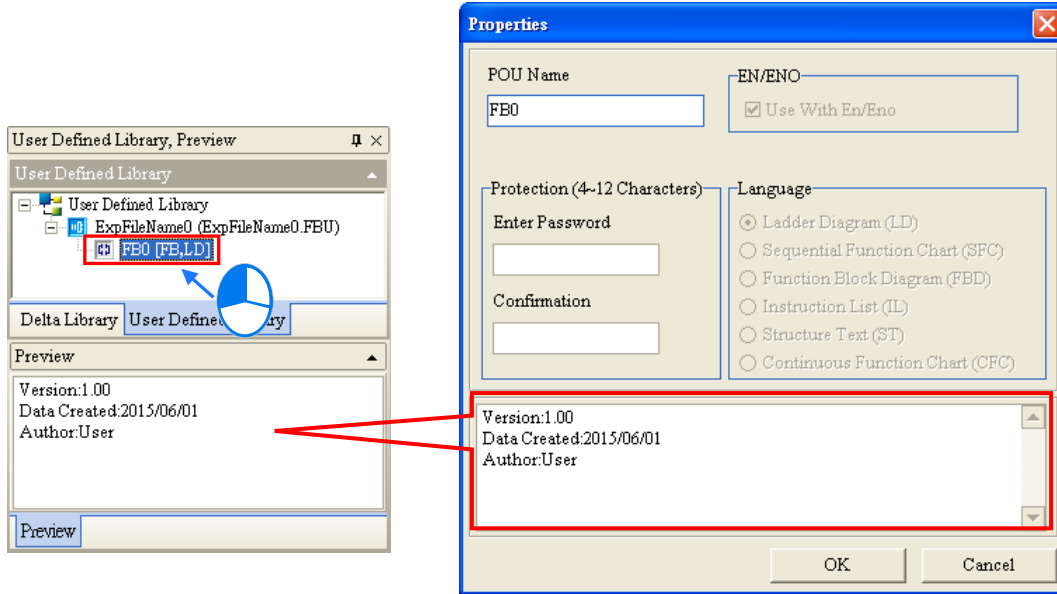 User Defined Library, Preview
User Defined Library
User Defined Library
ExpFileName0 (ExpFileName0.FBU)
FB0 [FB,LD]
Delta Library
User Define ry
Preview
Version:1.00
Data Created:2015/06/01
Author:User
Preview
Properties
POU Name
FB0
EN/ENO
Use With En/Eno
Protection (4~12 Characters)
Enter Password
Confirmation
Language
Ladder Diagram (LD)
Sequential Function Chart (SFC)
Function Block Diagram (FBD)
Instruction List (IL)
Structure Text (ST)
Continuous Function Chart (CFC)
Version:1.00
Data Created:2015/06/01
Author:User
OK
Cancel